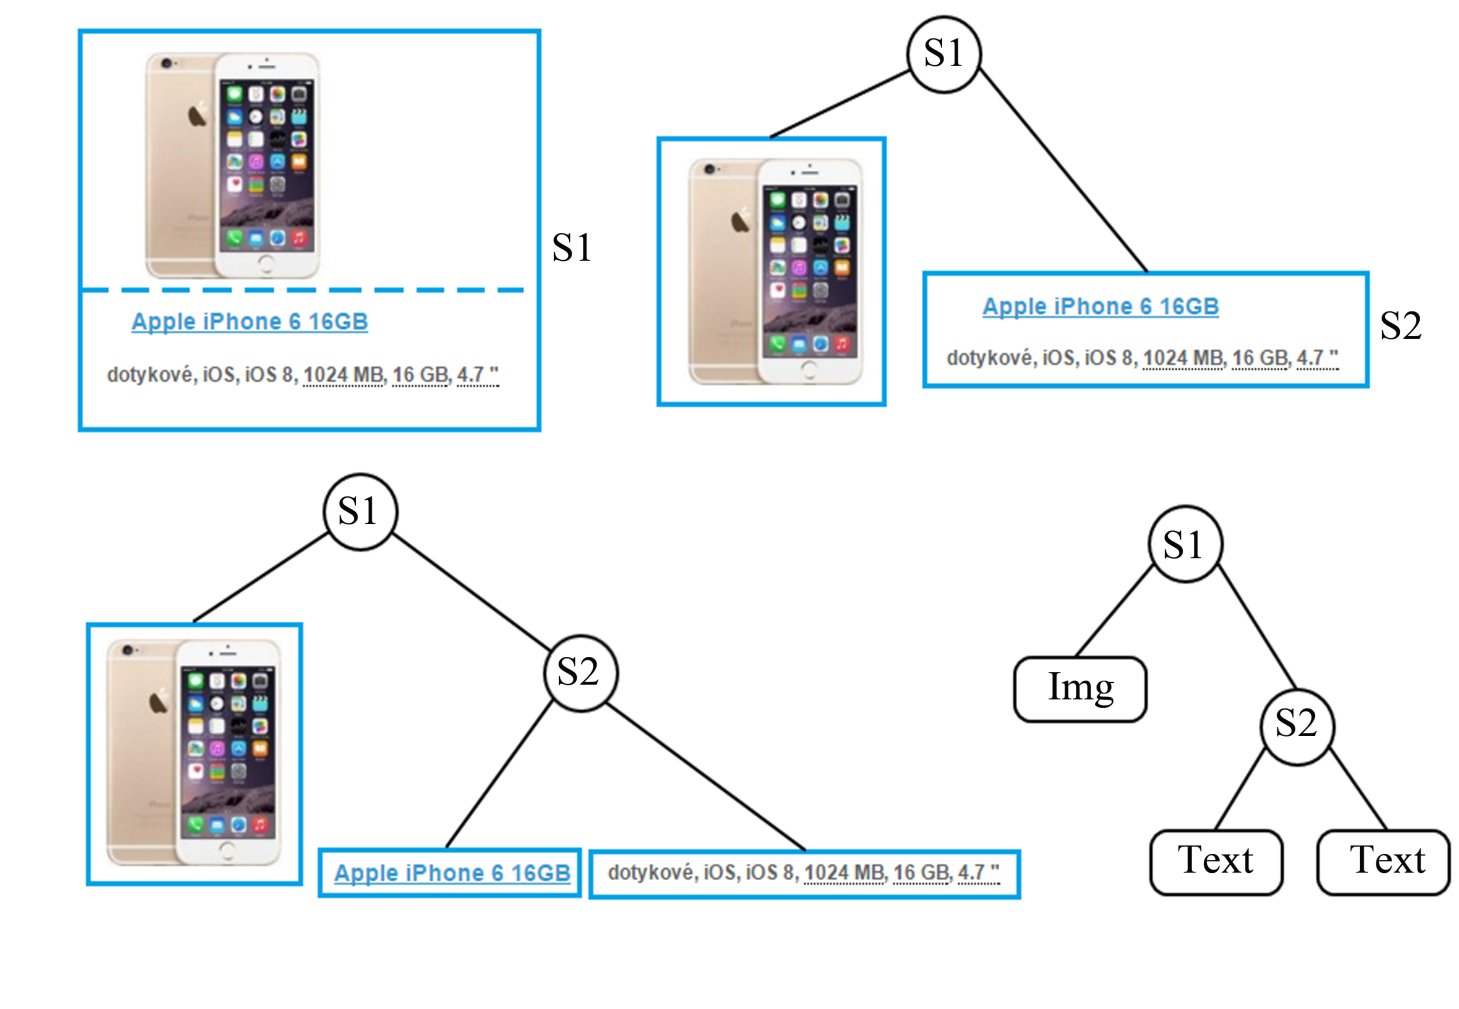 S1
Apple iPhone 6 16GB
dotykové, iOS, iOS 8, 1024 MB, 16 GB, 4.7 "
S1
Apple iPhone 6 16GB
dotykové, iOS, iOS 8, 1024 MB, 16 GB, 4.7 "
S2
S1
S2
Apple iPhone 6 16GB
dotykové, iOS, iOS 8, 1024 MB, 16 GB, 4.7 "
S1
Img
S2
Text
Text